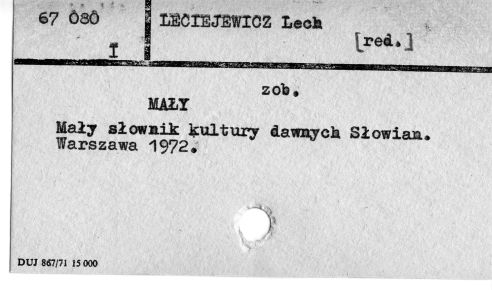 67 080
I
LECIEJEWICZ Lech
[red.]
zob.
MAŁY
Mały słownik kultury dawnych Słowian.
Warszawa 1972.
DUJ 867/71 15 000